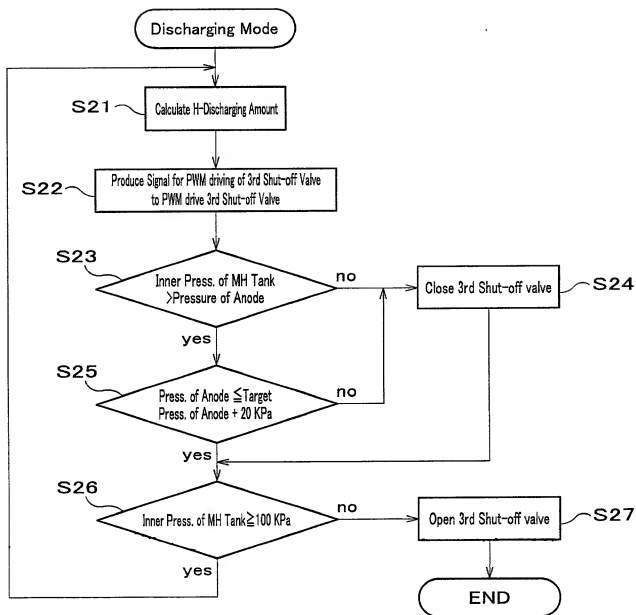 Discharging Mode
S21
Calculate H-Discharging Amount
S22
Produce Signal for PWM driving of 3rd Shut-off Valve
to PWM drive 3rd Shut-off Valve
S23
Inner Press. of MH Tank
>Pressure of Anode
no
yes
Close 3rd Shut-off valve
S24
S25
Press. of Anode ≦Target
Press. of Anode + 20 KPa
no
yes
S26
Inner Press. of MH Tank≧100 KPa
no
yes
Open 3rd Shut-off valve
S27
END